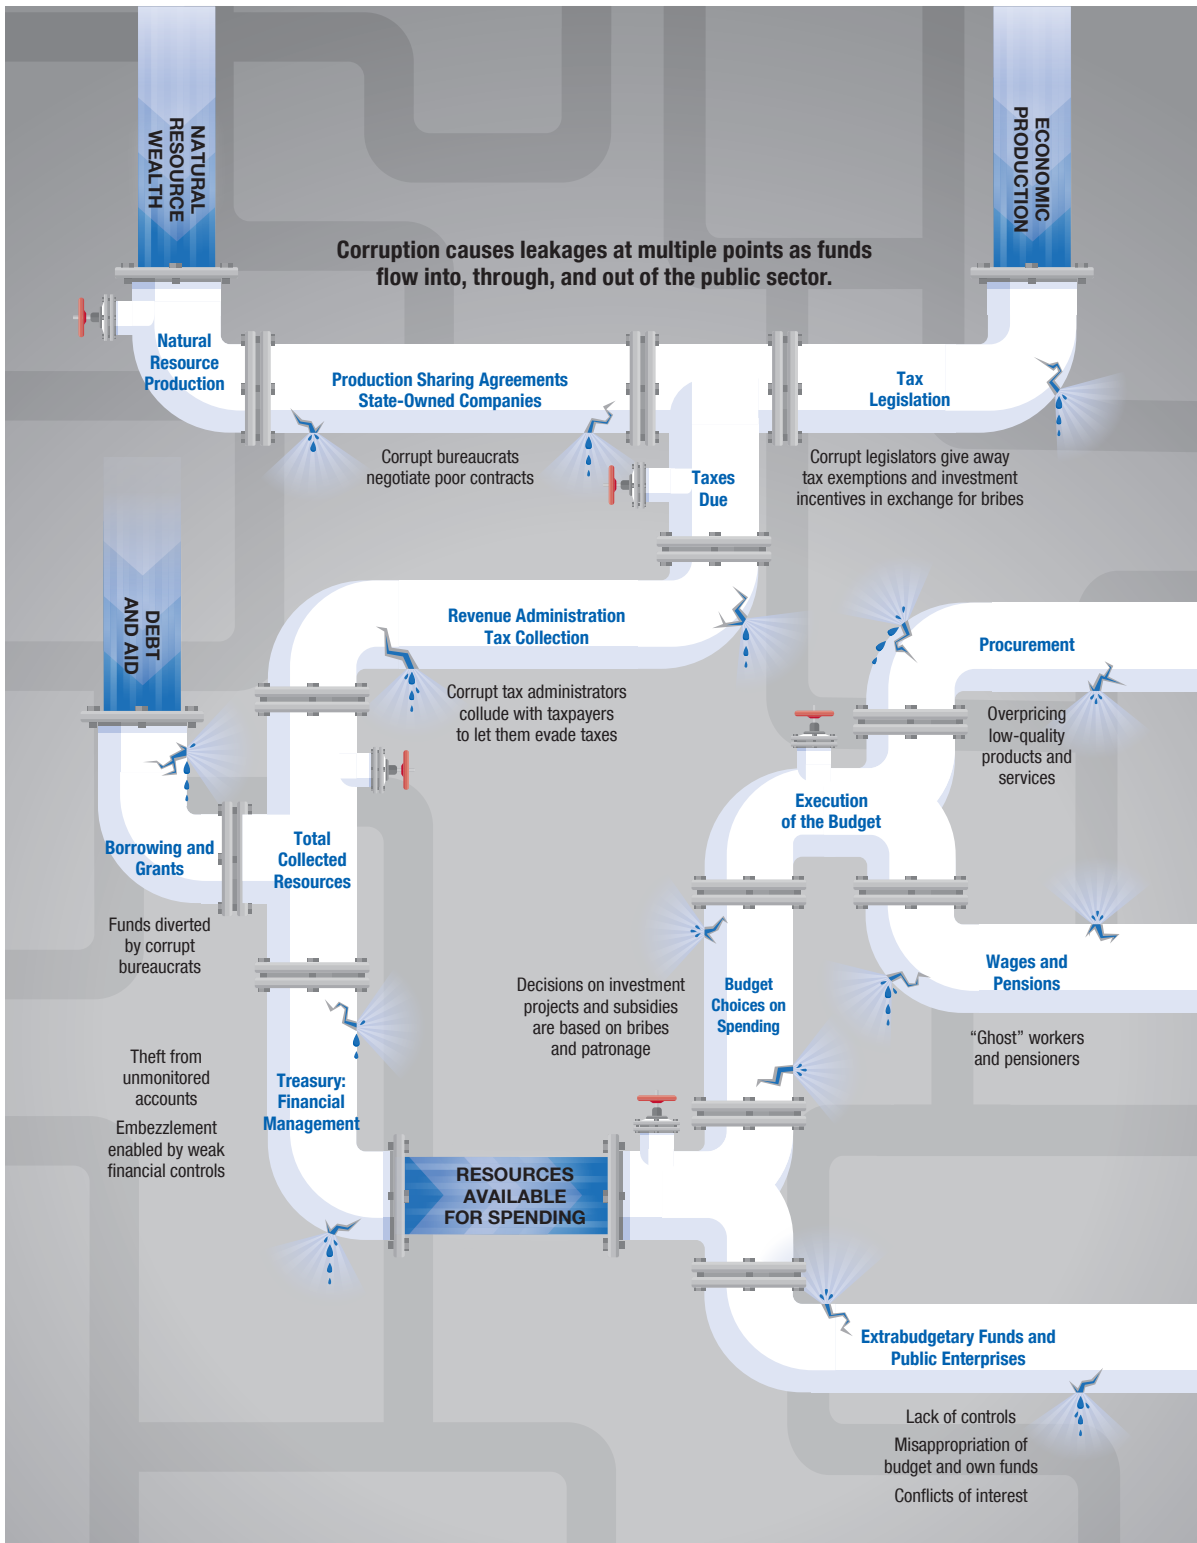 NATURAL
RESOURCE
WEALTH
ECONOMIC
PRODUCTION
Corruption causes leakages at multiple points as funds
flow into, through, and out of the public sector.
Natural
Resource
Production
Production Sharing Agreements
State-Owned Companies
Tax
Legislation
Corrupt bureaucrats
negotiate poor contracts
Taxes
Due
Corrupt legislators give away
tax exemptions and investment
incentives in exchange for bribes
DEBT
AND AID
Revenue Administration
Tax Collection
Corrupt tax administrators
collude with taxpayers
to let them evade taxes
Procurement
Overpricing
low-quality
products and
services
Execution
of the Budget
Borrowing and
Grants
Total
Collected
Resources
Funds diverted
by corrupt
bureaucrats
Decisions on investment
projects and subsidies
are based on bribes
and patronage
Budget
Choices on
Spending
Wages and
Pensions
“Ghost” workers
and pensioners
Theft from
unmonitored
accounts
Embezzlement
enabled by weak
financial controls
Treasury:
Financial
Management
RESOURCES
AVAILABLE
FOR SPENDING
Extrabudgetary Funds and
Public Enterprises
Lack of controls
Misappropriation of
budget and own funds
Conflicts of interest